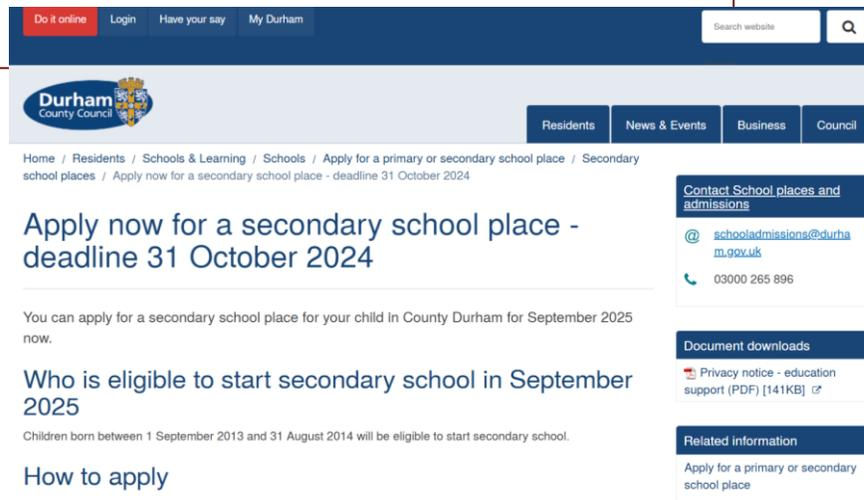 Do it online Login Have your say My Durham
Search website
Durham
County Council
Residents News & Events Business Council
Home / Residents / Schools & Learning / Schools / Apply for a primary or secondary school place / Secondary
school places / Apply now for a secondary school place - deadline 31 October 2024
Apply now for a secondary school place -
deadline 31 October 2024
You can apply for a secondary school place for your child in County Durham for September 2025
now.
Who is eligible to start secondary school in September
2025
Children born between 1 September 2013 and 31 August 2014 will be eligible to start secondary school.
How to apply
Contact School places and
admissions
@ schooladmissions@durha
m.gov.uk
03000 265 896
Document downloads
Privacy notice - education
support (PDF) [141KB]
Related information
Apply for a primary or secondary
school place